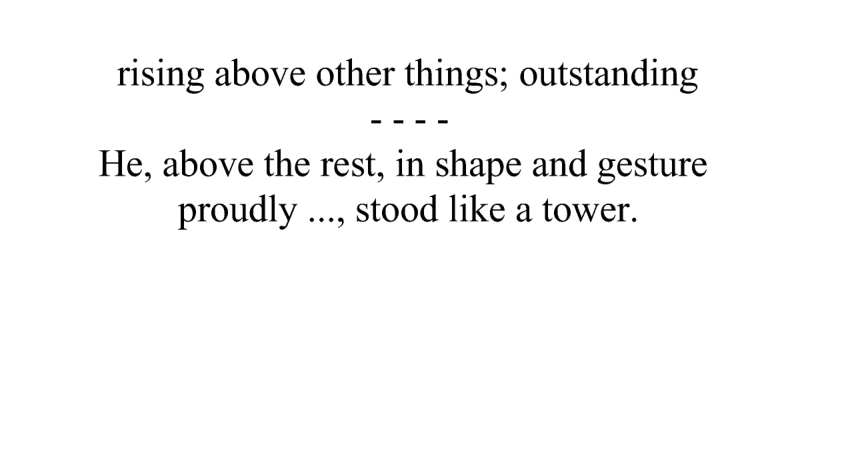 rising above other things; outstanding
- - - -
He, above the rest, in shape and gesture
proudly ..., stood like a tower.